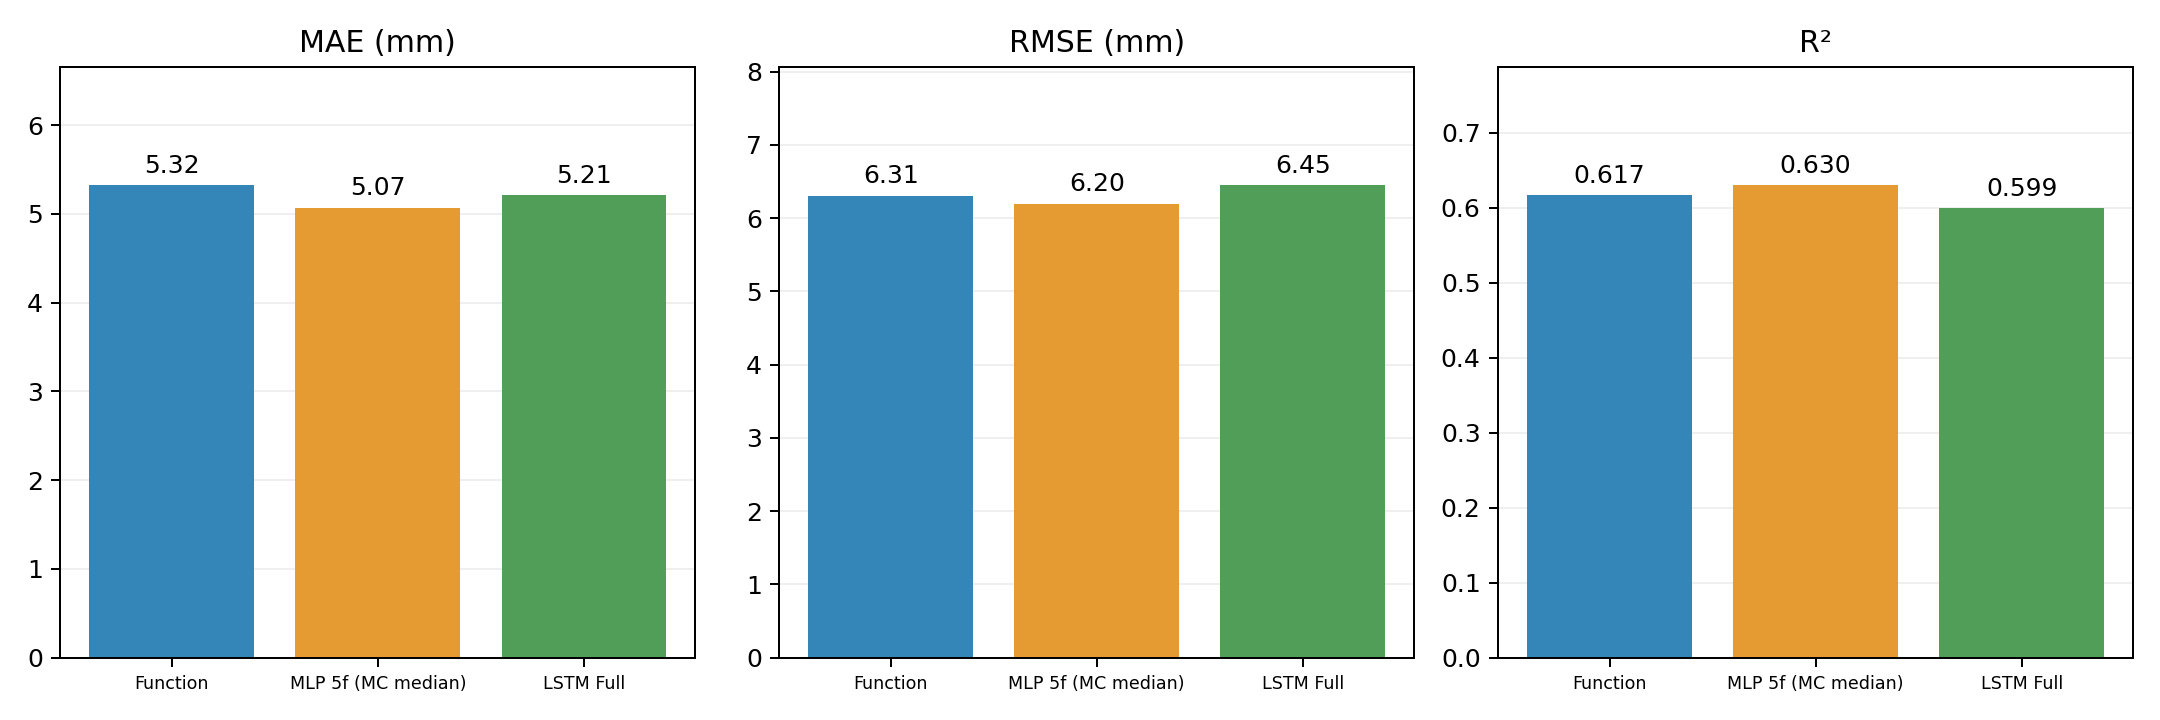 MAE (mm)
6
5
4
3
2
1
0
5.32
5.07
5.21
Function
MLP 5f (MC median)
LSTM Full
RMSE (mm)
8
7
6
5
4
3
2
1
0
6.31
6.20
6.45
Function
MLP 5f (MC median)
LSTM Full
R²
0.7
0.6
0.5
0.4
0.3
0.2
0.1
0.0
0.617
0.630
0.599
Function
MLP 5f (MC median)
LSTM Full